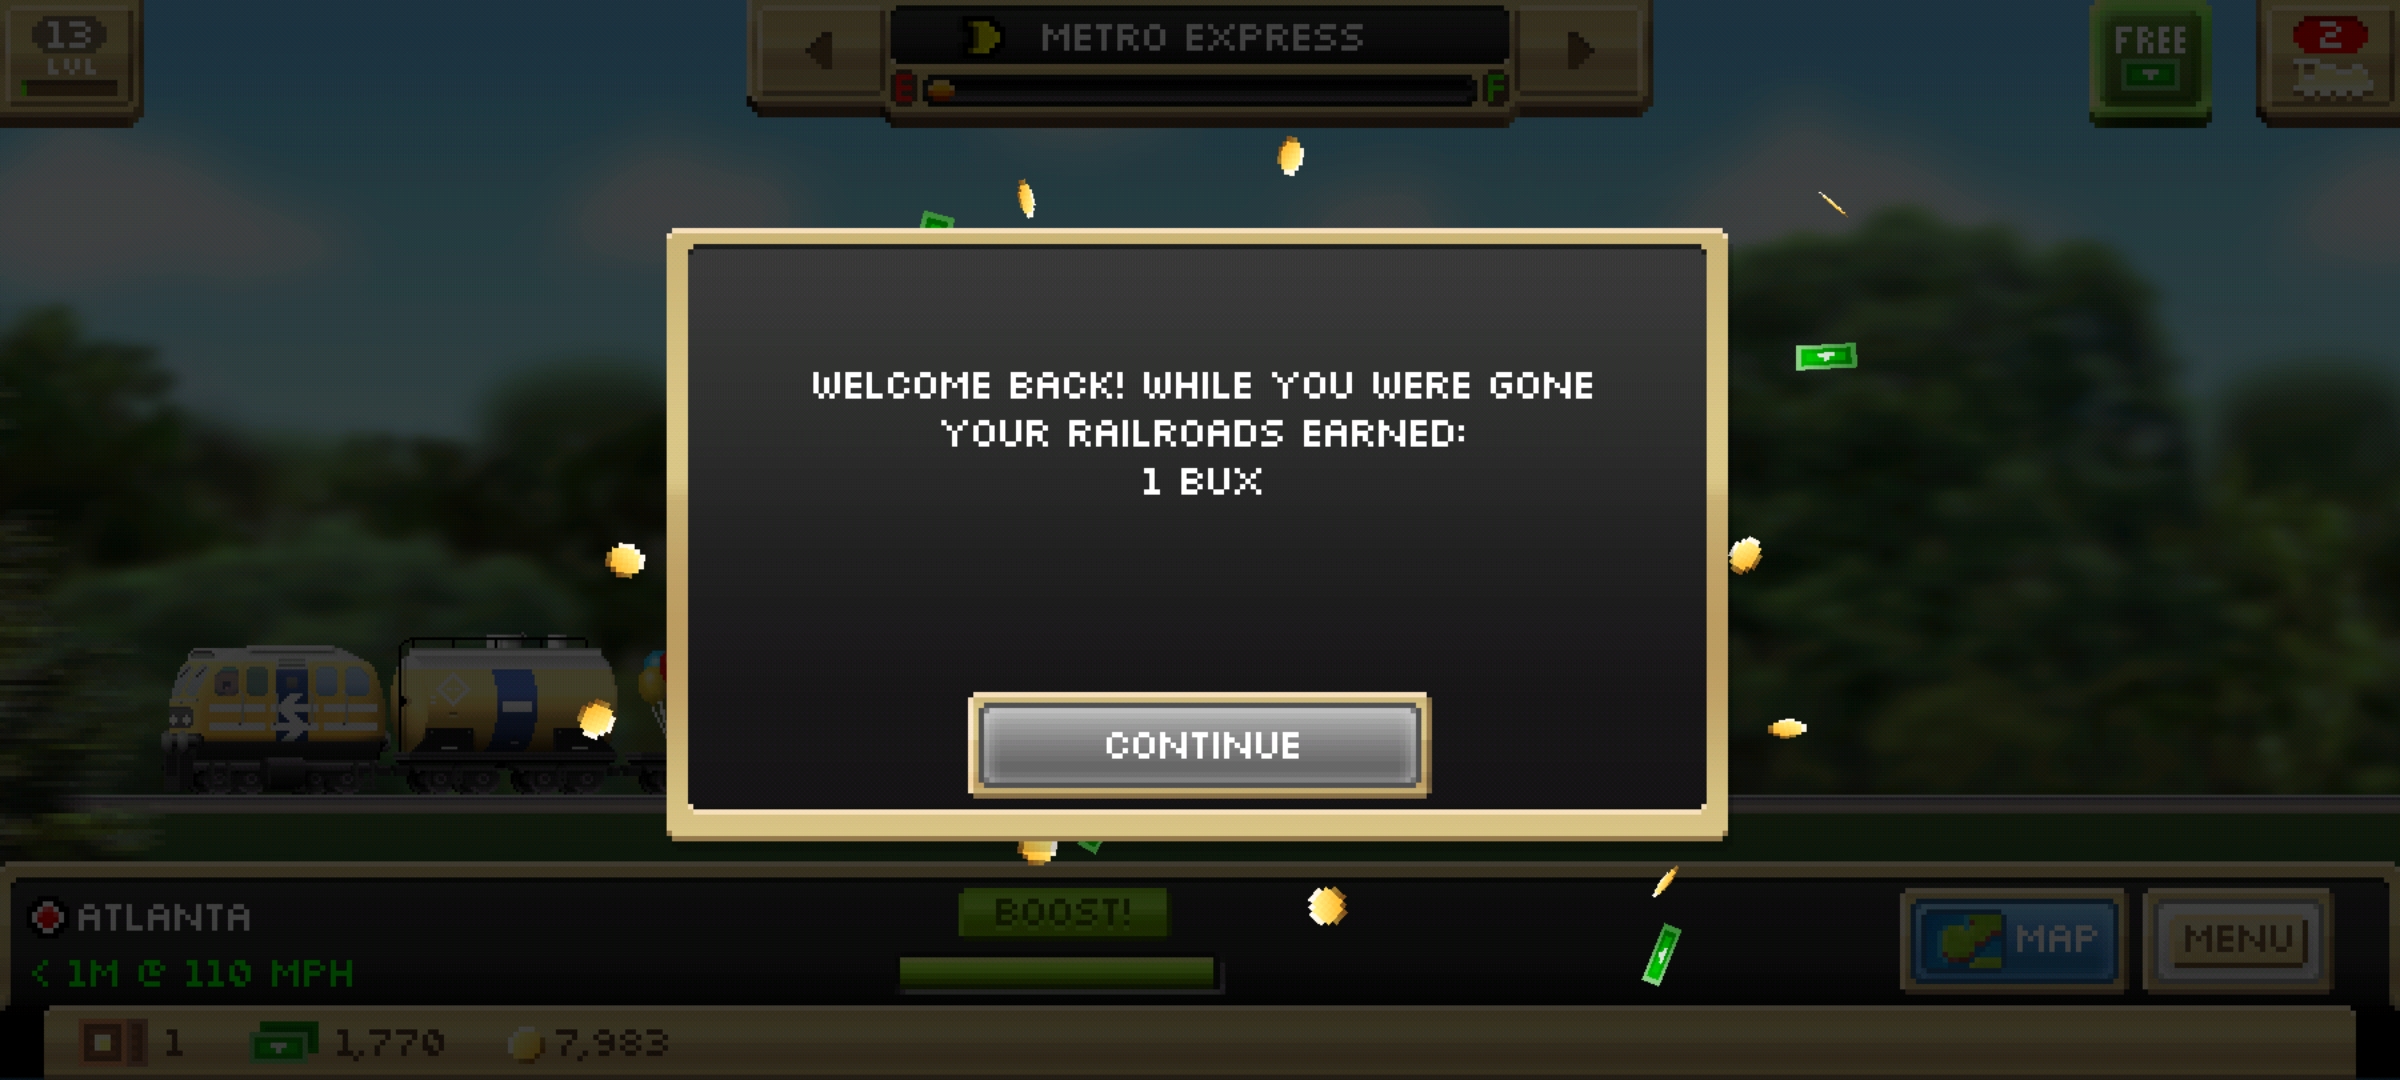 13
LVL
METRO EXPRESS
E F
FREE
2
WELCOME BACK! WHILE YOU WERE GONE
YOUR RAILROADS EARNED:
1 BUX
CONTINUE
ATLANTA
< 1M @ 110 MPH
BOOST!
MAP
MENU
1 1,770 7,983